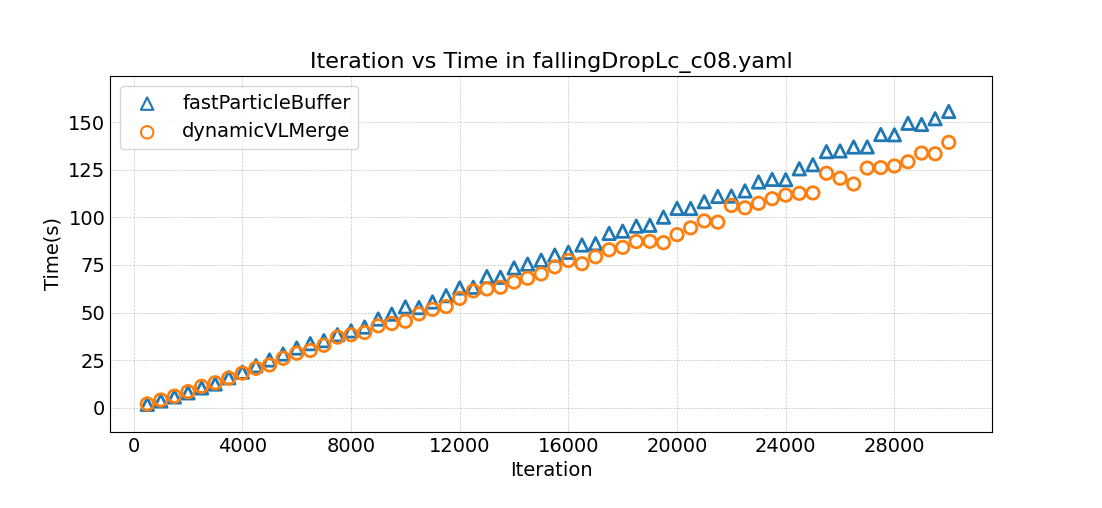 Iteration vs Time in fallingDropLc_c08.yaml
fastParticleBuffer
dynamicVLMerge
Time(s)
150
125
100
75
50
25
0
0 4000 8000 12000 16000 20000 24000 28000
Iteration